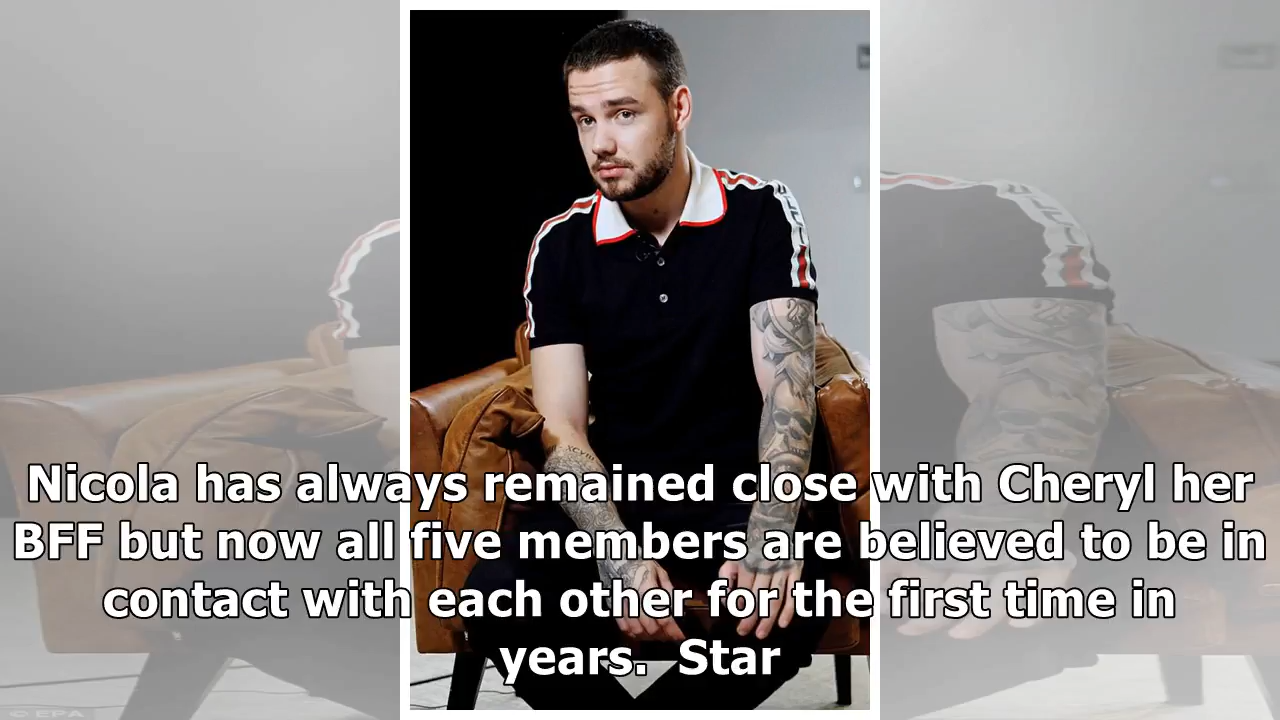 Nicola has always remained close with Cheryl her
BFF but now all five members are believed to be in
contact with each other for the first time in
years.  Star
© EPA